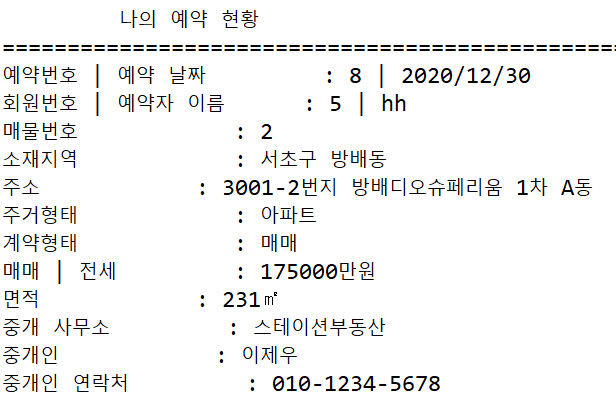 나의 예약 현황
================================================
예약번호 | 예약 날짜 : 8 | 2020/12/30
회원번호 | 예약자 이름 : 5 | hh
매물번호 : 2
소재지역 : 서초구 방배동
주소 : 3001-2번지 방배디오슈페리움 1차 A동
주거형태 : 아파트
계약형태 : 매매
매매 | 전세 : 175000만원
면적 : 231㎡
중개 사무소 : 스테이션부동산
중개인 : 이제우
중개인 연락처 : 010-1234-5678